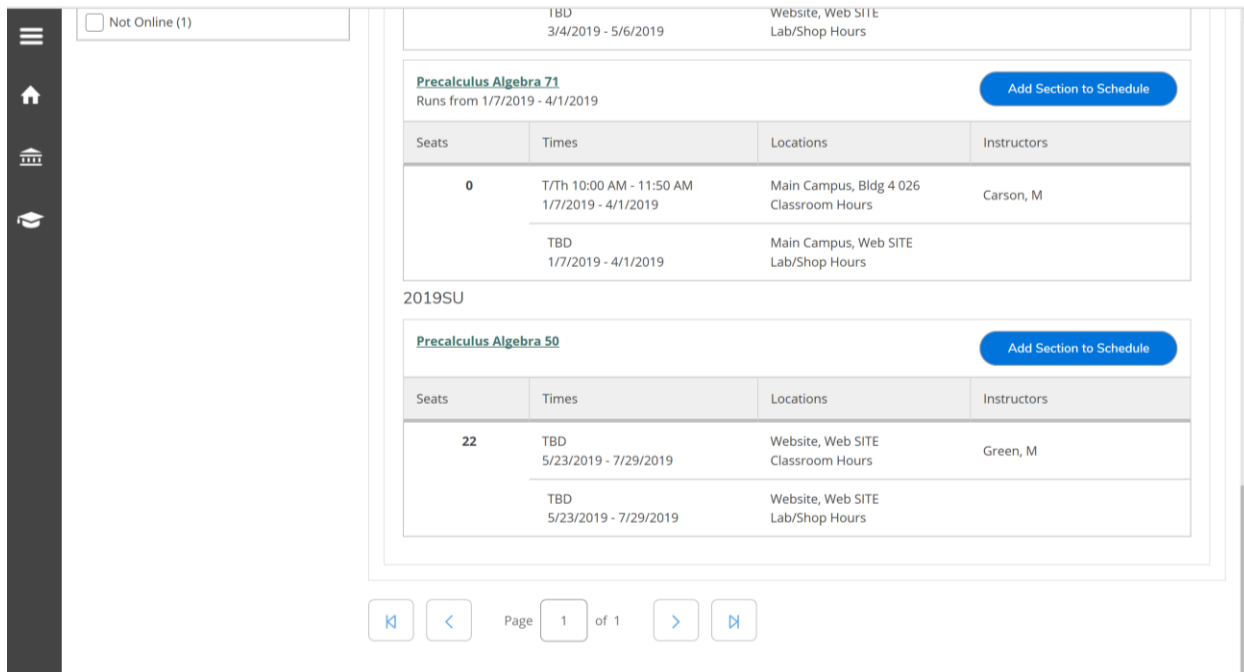 Not Online (1)
TBD Website, Web SITE
3/4/2019 - 5/6/2019 Lab/Shop Hours
Precalculus Algebra 71
Runs from 1/7/2019 - 4/1/2019
Add Section to Schedule
Seats Times Locations Instructors
0 T/Th 10:00 AM - 11:50 AM Main Campus, Bldg 4 026 Carson, M
1/7/2019 - 4/1/2019 Classroom Hours
TBD Main Campus, Web SITE
1/7/2019 - 4/1/2019 Lab/Shop Hours
2019SU
Precalculus Algebra 50
Add Section to Schedule
Seats Times Locations Instructors
22 TBD Website, Web SITE Green, M
5/23/2019 - 7/29/2019 Classroom Hours
TBD Website, Web SITE
5/23/2019 - 7/29/2019 Lab/Shop Hours
Page 1 of 1